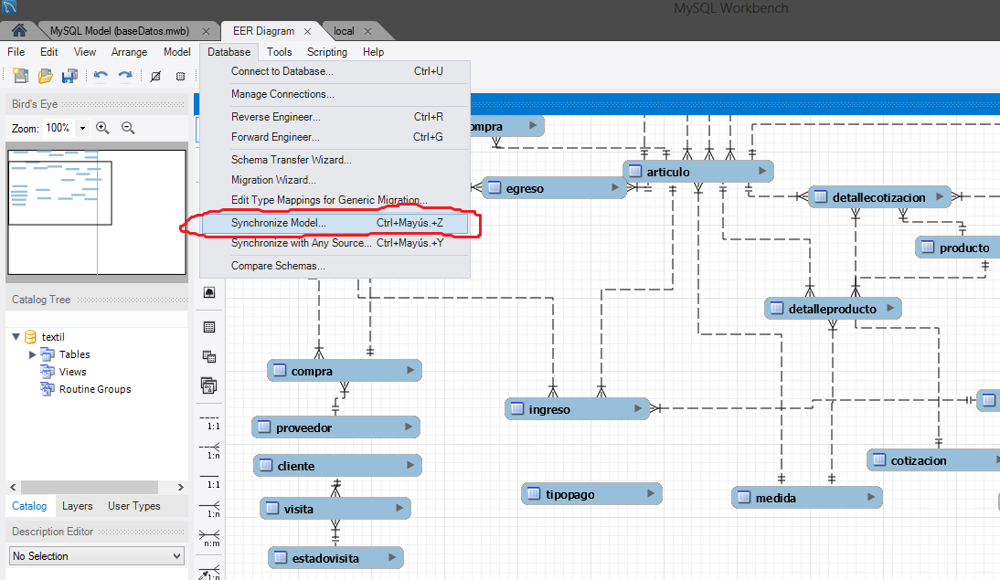 MySQL Workbench
MySQL Model (baseDatos.mwb)
EER Diagram
local
File Edit View Arrange Model Database Tools Scripting Help
Connect to Database... Ctrl+U
Manage Connections...
Reverse Engineer... Ctrl+R
Forward Engineer... Ctrl+G
Schema Transfer Wizard...
Migration Wizard...
Edit Type Mappings for Generic Migration...
Synchronize Model... Ctrl+Mayús.+Z
Synchronize with Any Source... Ctrl+Mayús.+Y
Compare Schemas...
Bird's Eye
Zoom: 100%
Catalog Tree
textil
Tables
Views
Routine Groups
Catalog Layers User Types
Description Editor
No Selection
1:1
1:n
1:1
1:n
n:m
1:n
ompra
articulo
egreso
detallecotizacion
producto
detalleproducto
compra
ingreso
proveedor
cliente
cotizacion
tipopago
medida
visita
estadovisita